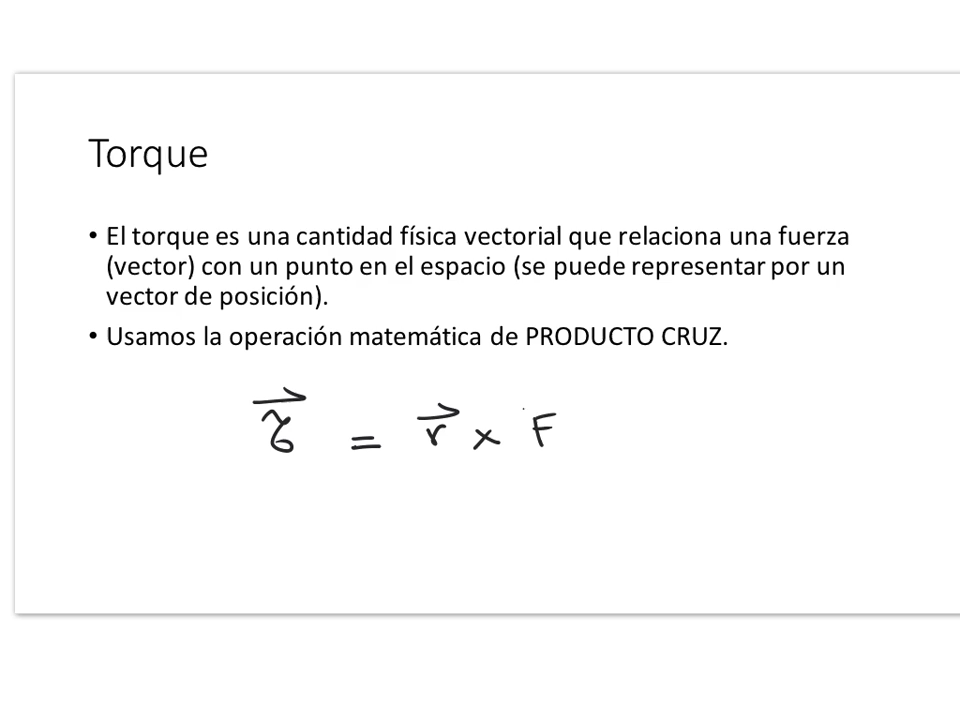 Torque
• El torque es una cantidad física vectorial que relaciona una fuerza
(vector) con un punto en el espacio (se puede representar por un
vector de posición).
• Usamos la operación matemática de PRODUCTO CRUZ.
τ⃗ = r⃗ × F